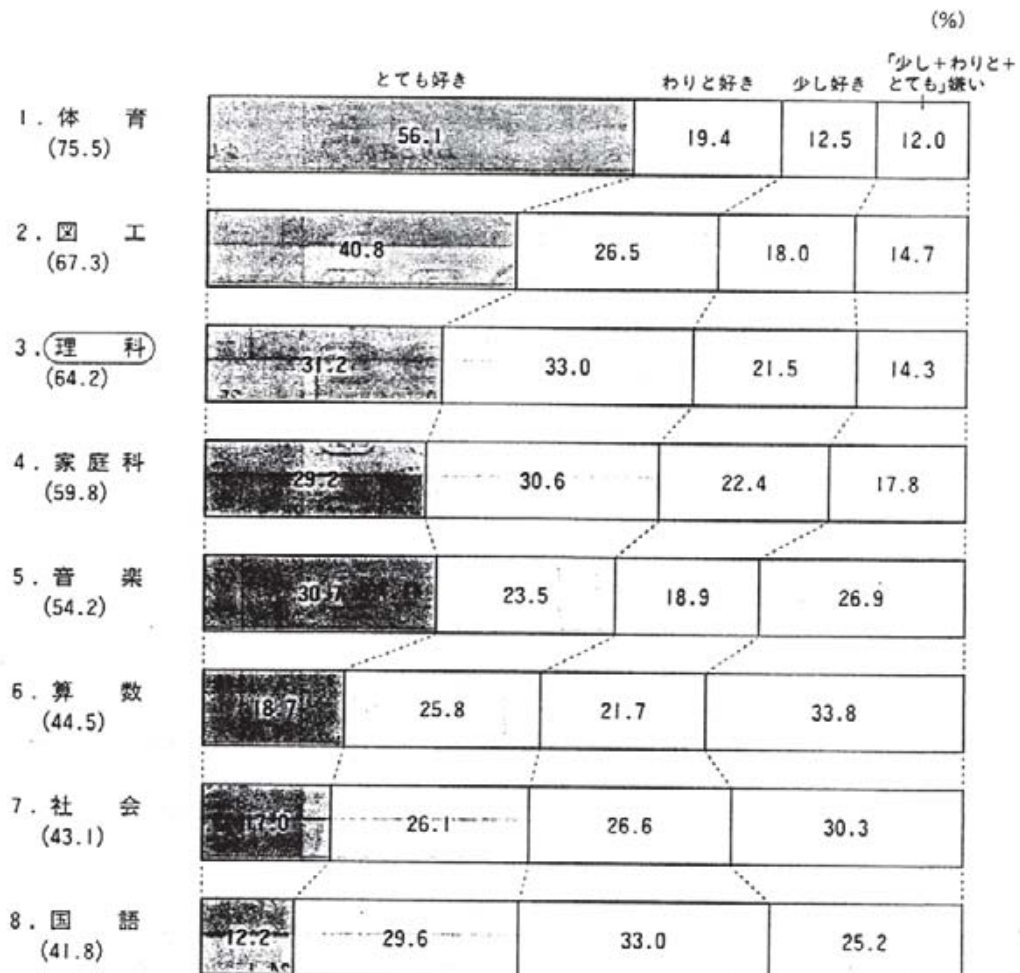 (%)
とても好き わりと好き 少し好き 「少し+わりと+
とても」嫌い
1. 体 育
(75.5)
56.1 19.4 12.5 12.0
2. 図 工
(67.3)
40.8 26.5 18.0 14.7
3. 理 科
(64.2)
31.2 33.0 21.5 14.3
4. 家庭科
(59.8)
29.2 30.6 22.4 17.8
5. 音 楽
(54.2)
30.7 23.5 18.9 26.9
6. 算 数
(44.5)
18.7 25.8 21.7 33.8
7. 社 会
(43.1)
17.0 26.1 26.6 30.3
8. 国 語
(41.8)
12.2 29.6 33.0 25.2